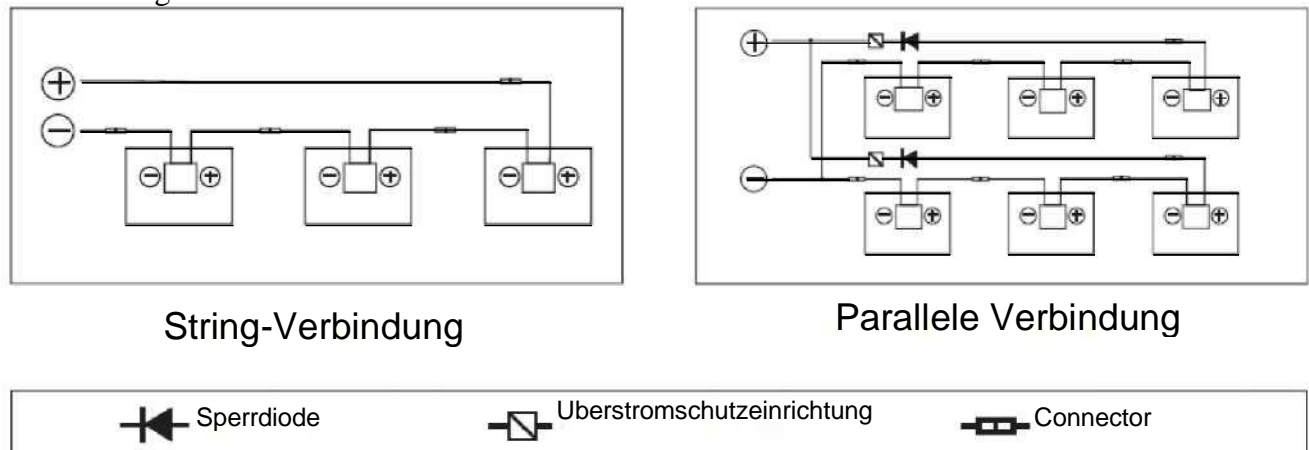 String-Verbindung
Parallele Verbindung
Sperrdiode
Uberstromschutzeinrichtung
Connector